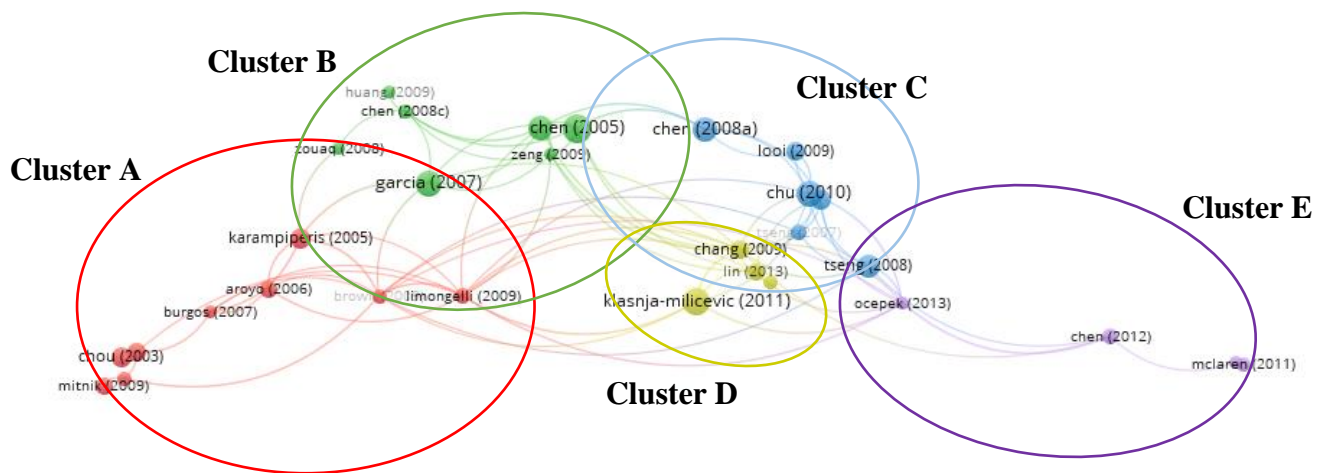 Cluster B
Cluster C
Cluster A
Cluster E
Cluster D
huang (2009)
chen (2008c)
zouaq (2008)
chen (2005)
zeng (2009)
garcia (2007)
chen (2008a)
looi (2009)
chu (2010)
tseng (2007)
tseng (2008)
karampiperis (2005)
aroyo (2006)
burgos (2007)
limongelli (2009)
chou (2003)
mitnik (2009)
chang (2009)
lin (2013)
klasnja-milicevic (2011)
ocepek (2013)
chen (2012)
mclaren (2011)